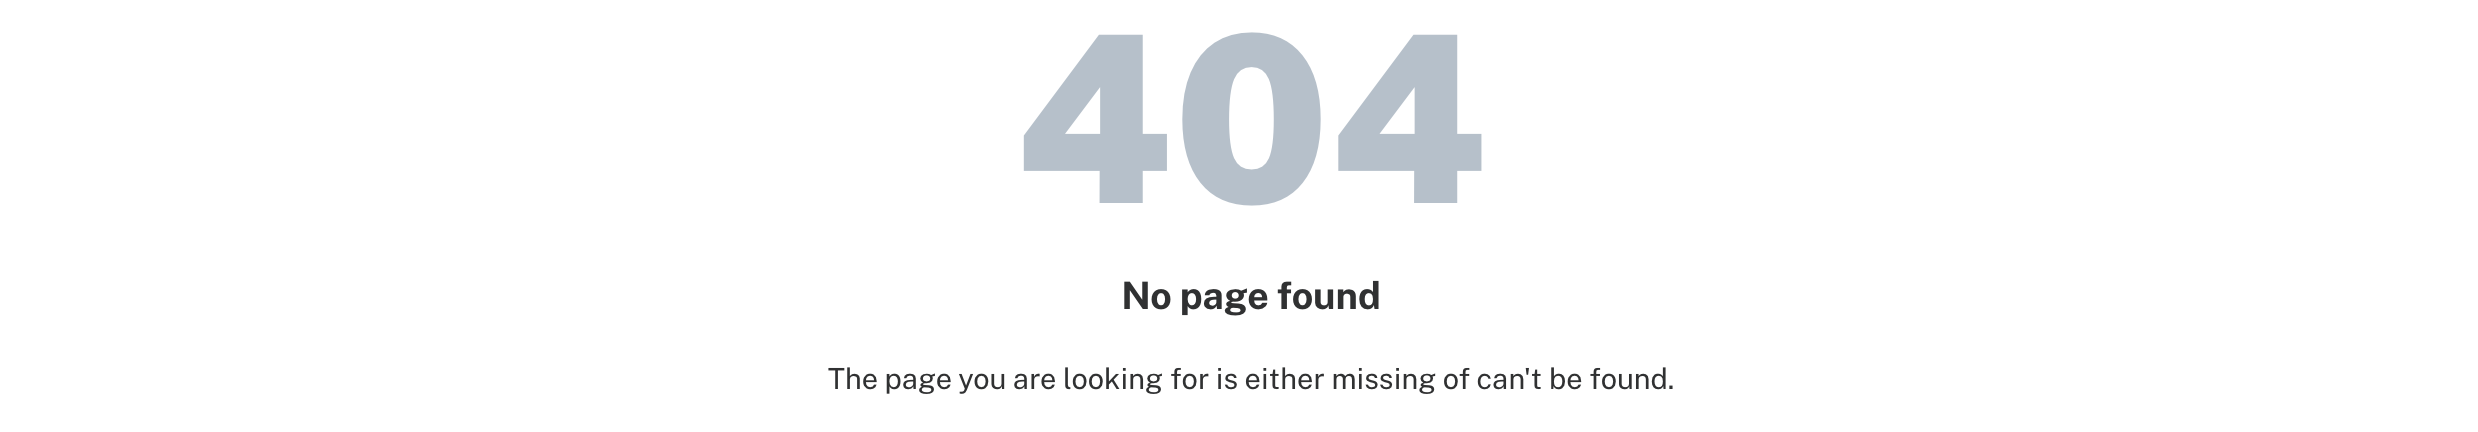 404
No page found
The page you are looking for is either missing of can't be found.